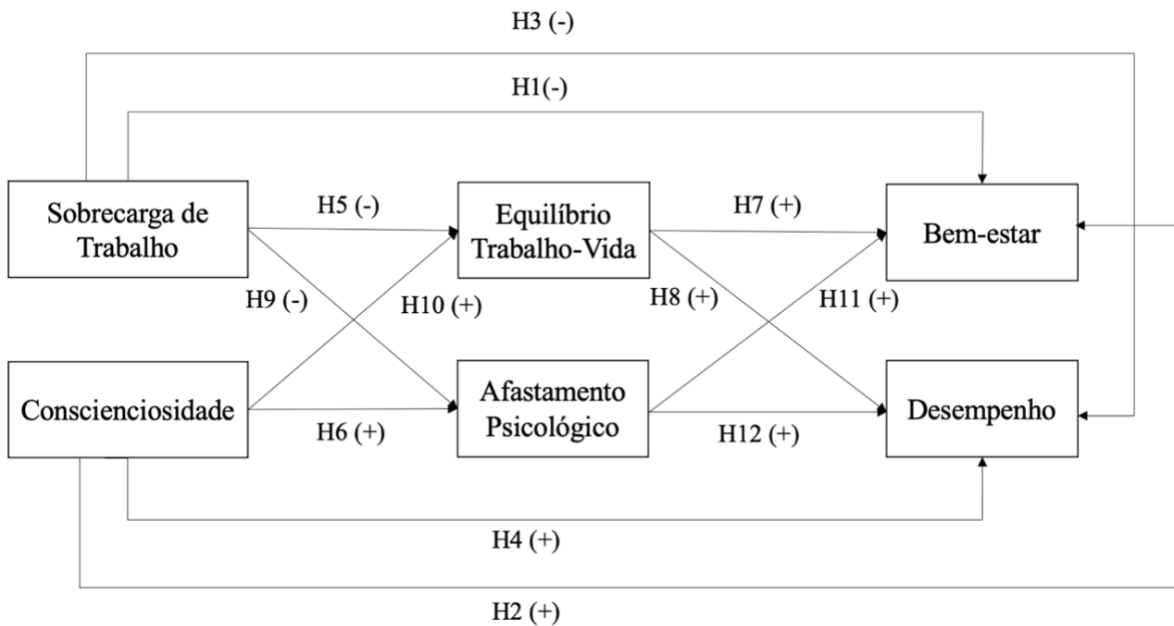 H3 (-)
H1(-)
Sobrecarga de
Trabalho
H5 (-)
Equilíbrio
Trabalho-Vida
H7 (+)
Bem-estar
H9 (-)
H10 (+)
H8 (+)
H11 (+)
Conscienciosidade
H6 (+)
Afastamento
Psicológico
H12 (+)
Desempenho
H4 (+)
H2 (+)